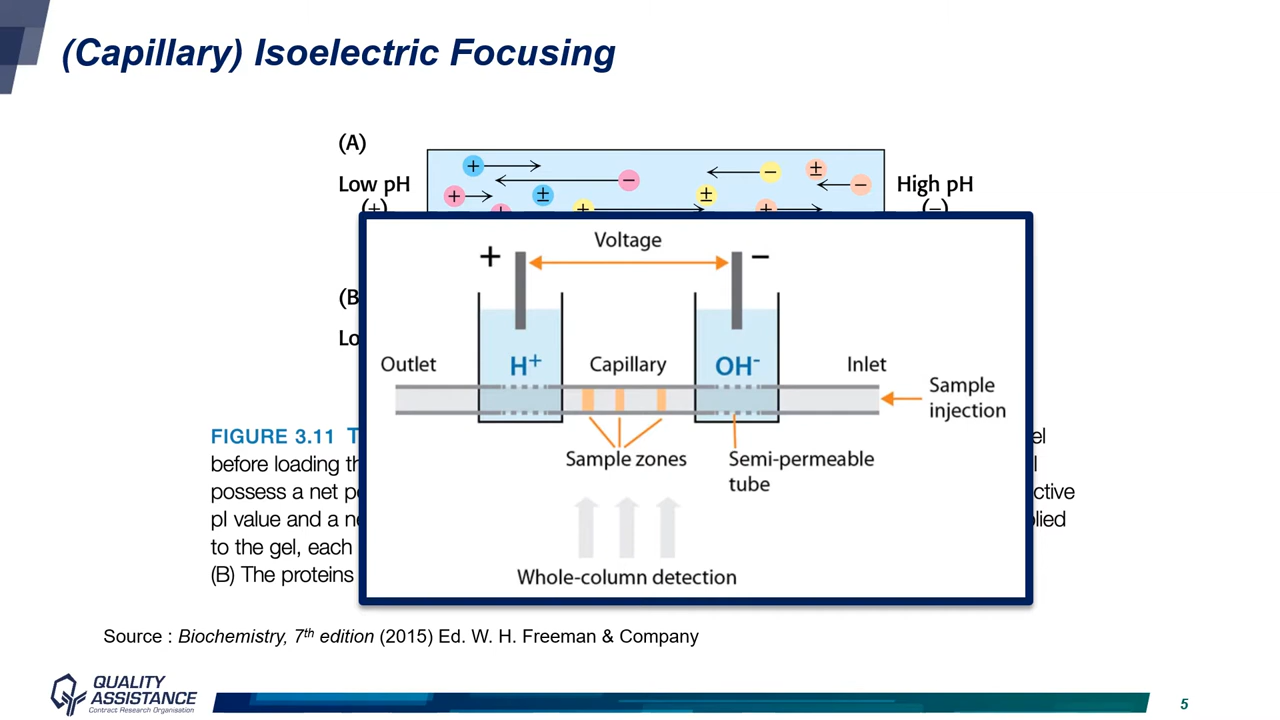 (Capillary) Isoelectric Focusing
(A)
Low pH
(+)
High pH
(−)
+
−
+
±
+
±
−
±
−
+
(B
Lo
Voltage
+
−
H⁺
OH⁻
Outlet
Capillary
Inlet
Sample
injection
Sample zones
Semi-permeable
tube
Whole-column detection
FIGURE 3.11 T
before loading th
possess a net p
pI value and a ne
to the gel, each
(B) The proteins
el
l
ctive
plied
Source : Biochemistry, 7th edition (2015) Ed. W. H. Freeman & Company
QUALITY
ASSISTANCE
Contract Research Organisation
5